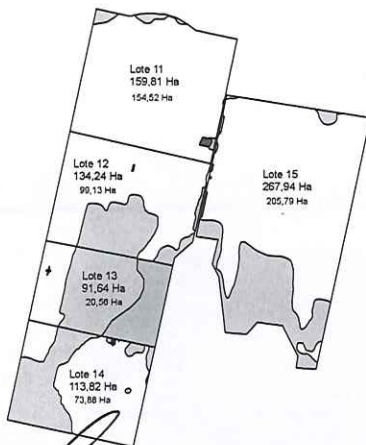 Lote 11
159,81 Ha
154,52 Ha
Lote 12
134,24 Ha
99,13 Ha
Lote 15
267,94 Ha
205,79 Ha
Lote 13
91,64 Ha
20,56 Ha
Lote 14
113,82 Ha
73,88 Ha